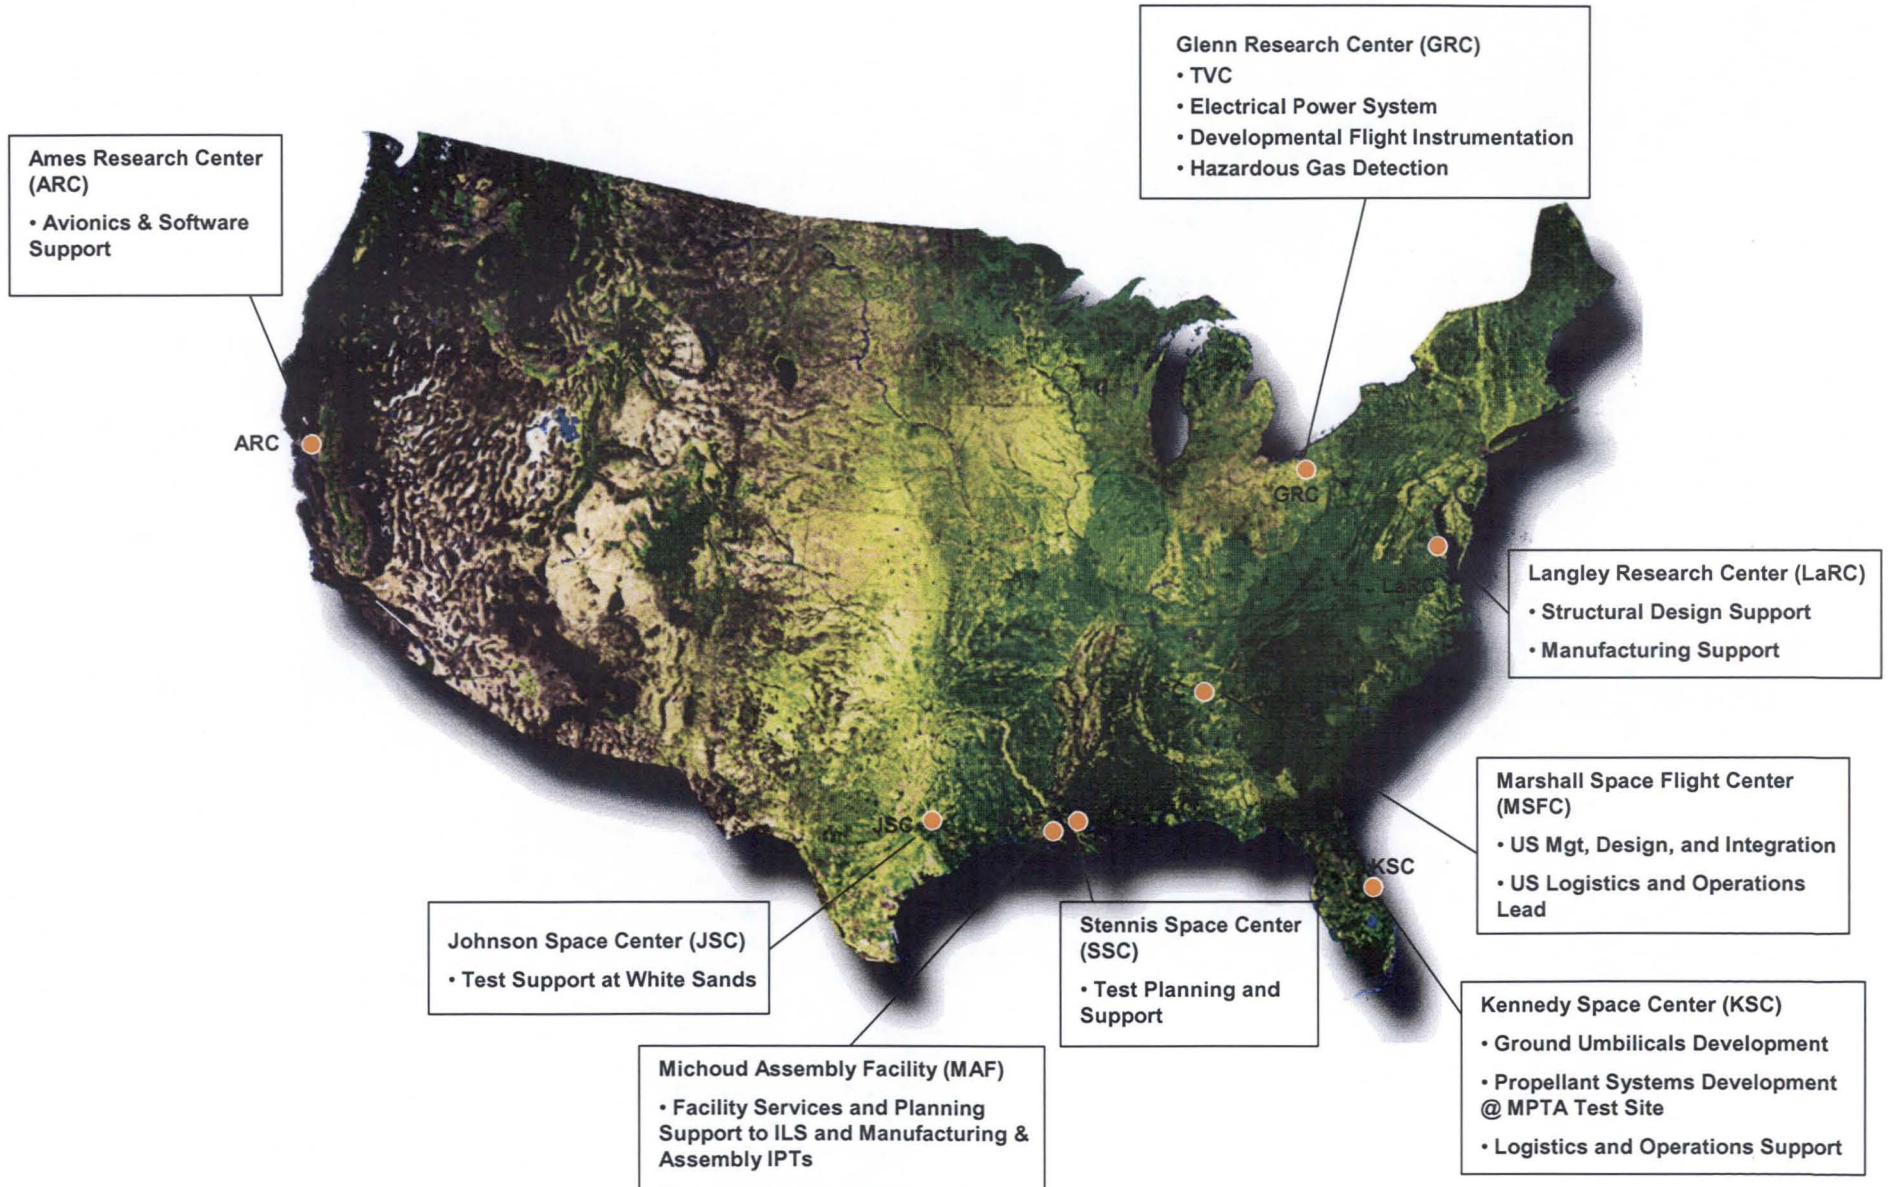 Glenn Research Center (GRC)
• TVC
• Electrical Power System
• Developmental Flight Instrumentation
• Hazardous Gas Detection
Ames Research Center
(ARC)
• Avionics & Software
Support
ARC
GRC
LaRC
Langley Research Center (LaRC)
• Structural Design Support
• Manufacturing Support
Marshall Space Flight Center
(MSFC)
• US Mgt, Design, and Integration
• US Logistics and Operations
Lead
JSC
KSC
Johnson Space Center (JSC)
• Test Support at White Sands
Stennis Space Center
(SSC)
• Test Planning and
Support
Kennedy Space Center (KSC)
• Ground Umbilicals Development
• Propellant Systems Development
@ MPTA Test Site
• Logistics and Operations Support
Michoud Assembly Facility (MAF)
• Facility Services and Planning
Support to ILS and Manufacturing &
Assembly IPTs